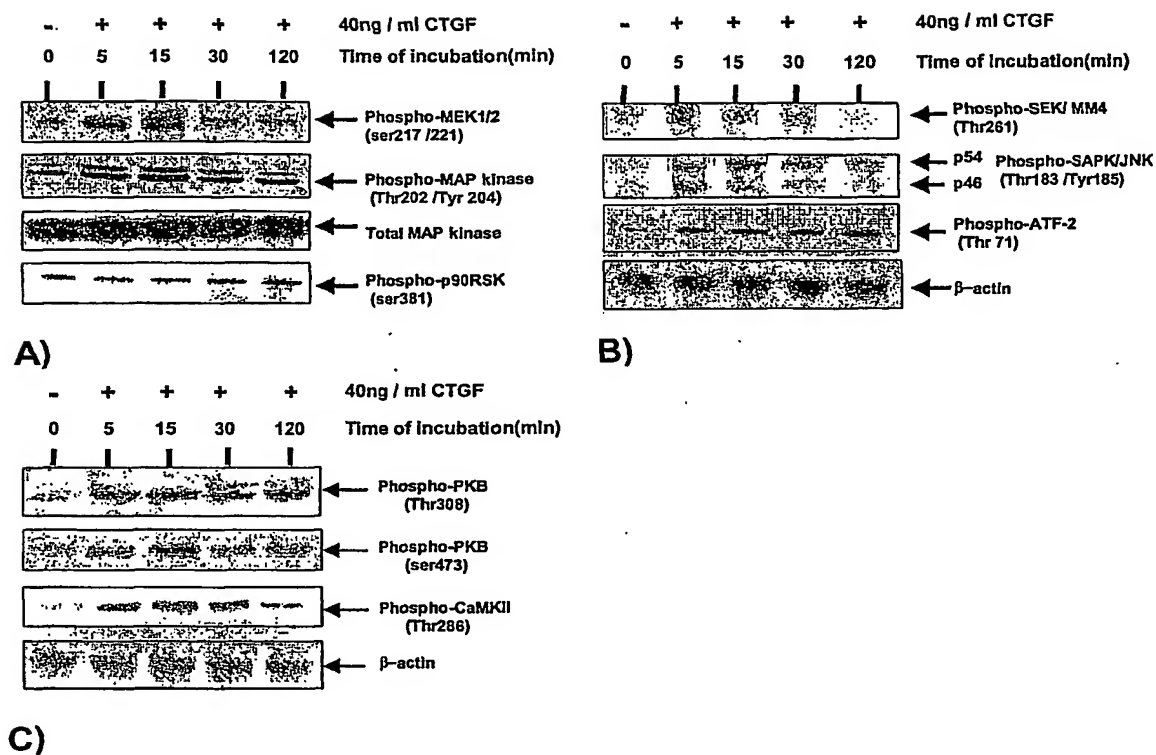 - + + + + 40ng / ml CTGF
0 5 15 30 120 Time of incubation(min)
Phospho-MEK1/2
(ser217 /221)
Phospho-MAP kinase
(Thr202 /Tyr 204)
Total MAP kinase
Phospho-p90RSK
(ser381)
A)
- + + + + 40ng / ml CTGF
0 5 15 30 120 Time of incubation(min)
Phospho-SEK/ MM4
(Thr261)
p54 Phospho-SAPK/JNK
p46 (Thr183 /Tyr185)
Phospho-ATF-2
(Thr 71)
β-actin
B)
- + + + + 40ng / ml CTGF
0 5 15 30 120 Time of incubation(min)
Phospho-PKB
(Thr308)
Phospho-PKB
(ser473)
Phospho-CaMKII
(Thr286)
β-actin
C)